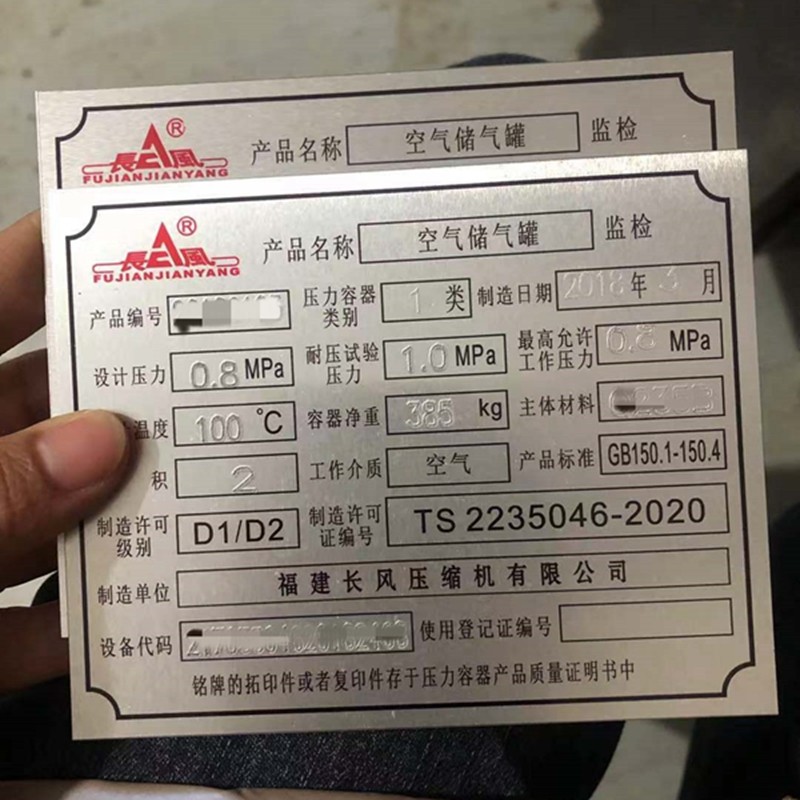 長風®
FUJIANJIANYANG
产品名称 空气储气罐 监检
長風®
FUJIANJIANYANG
产品名称 空气储气罐 监检
产品编号 压力容器类别 1 类 制造日期 2018年 3 月
设计压力 0.8 MPa 耐压试验压力 1.0 MPa 最高允许工作压力 0.8 MPa
温度 100 ℃ 容器净重 385 kg 主体材料
积 2 工作介质 空气 产品标准 GB150.1-150.4
制造许可级别 D1/D2 制造许可证编号 TS 2235046-2020
制造单位 福建长风压缩机有限公司
设备代码 使用登记证编号
铭牌的拓印件或者复印件存于压力容器产品质量证明书中